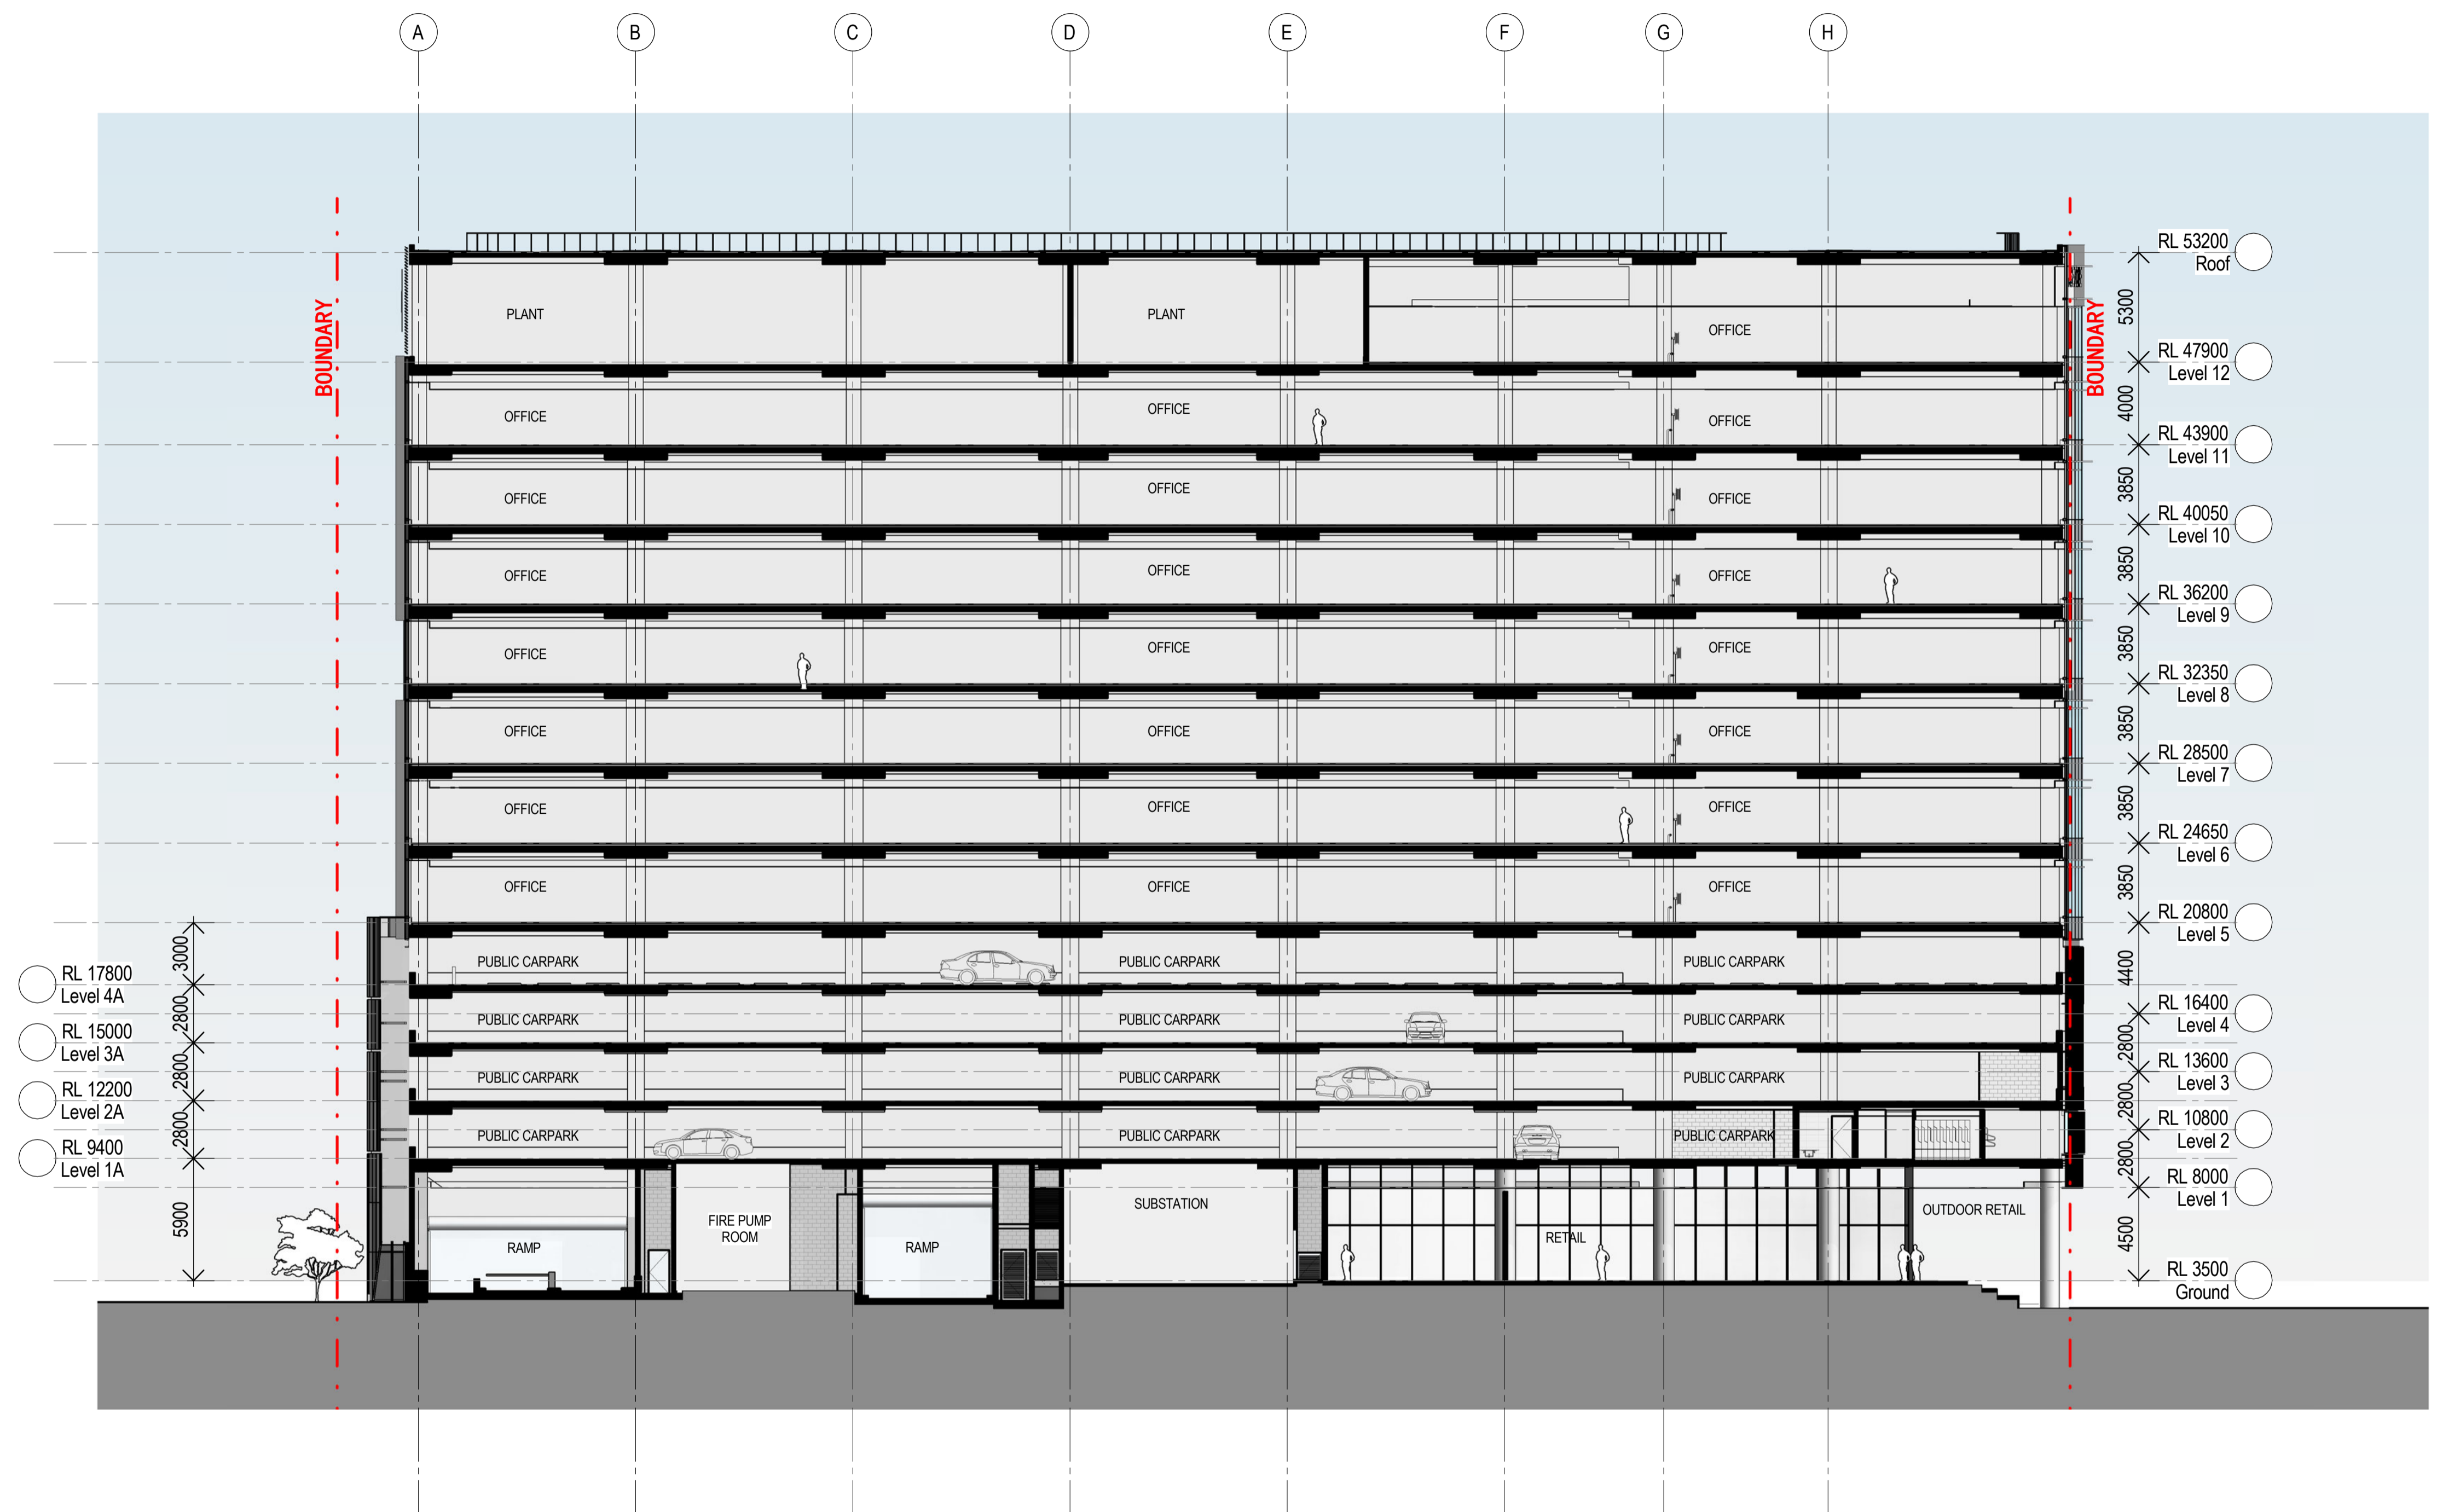 A B C D E F G H
RL 53200
Roof
BOUNDARY
BOUNDARY
5300
PLANT PLANT
OFFICE
RL 47900
Level 12
4000
OFFICE OFFICE OFFICE
RL 43900
Level 11
3850
OFFICE OFFICE OFFICE
RL 40050
Level 10
3850
OFFICE OFFICE OFFICE
RL 36200
Level 9
3850
OFFICE OFFICE OFFICE
RL 32350
Level 8
3850
OFFICE OFFICE OFFICE
RL 28500
Level 7
3850
OFFICE OFFICE OFFICE
RL 24650
Level 6
3850
OFFICE OFFICE OFFICE
RL 20800
Level 5
3000
PUBLIC CARPARK PUBLIC CARPARK PUBLIC CARPARK
4400
RL 17800
Level 4A
RL 16400
Level 4
2800
PUBLIC CARPARK PUBLIC CARPARK PUBLIC CARPARK
2800
RL 15000
Level 3A
RL 13600
Level 3
2800
PUBLIC CARPARK PUBLIC CARPARK PUBLIC CARPARK
2800
RL 12200
Level 2A
RL 10800
Level 2
2800
PUBLIC CARPARK PUBLIC CARPARK PUBLIC CARPARK
2800
RL 9400
Level 1A
RL 8000
Level 1
5900
SUBSTATION
OUTDOOR RETAIL
FIRE PUMP
ROOM
4500
RAMP RAMP RETAIL
RL 3500
Ground